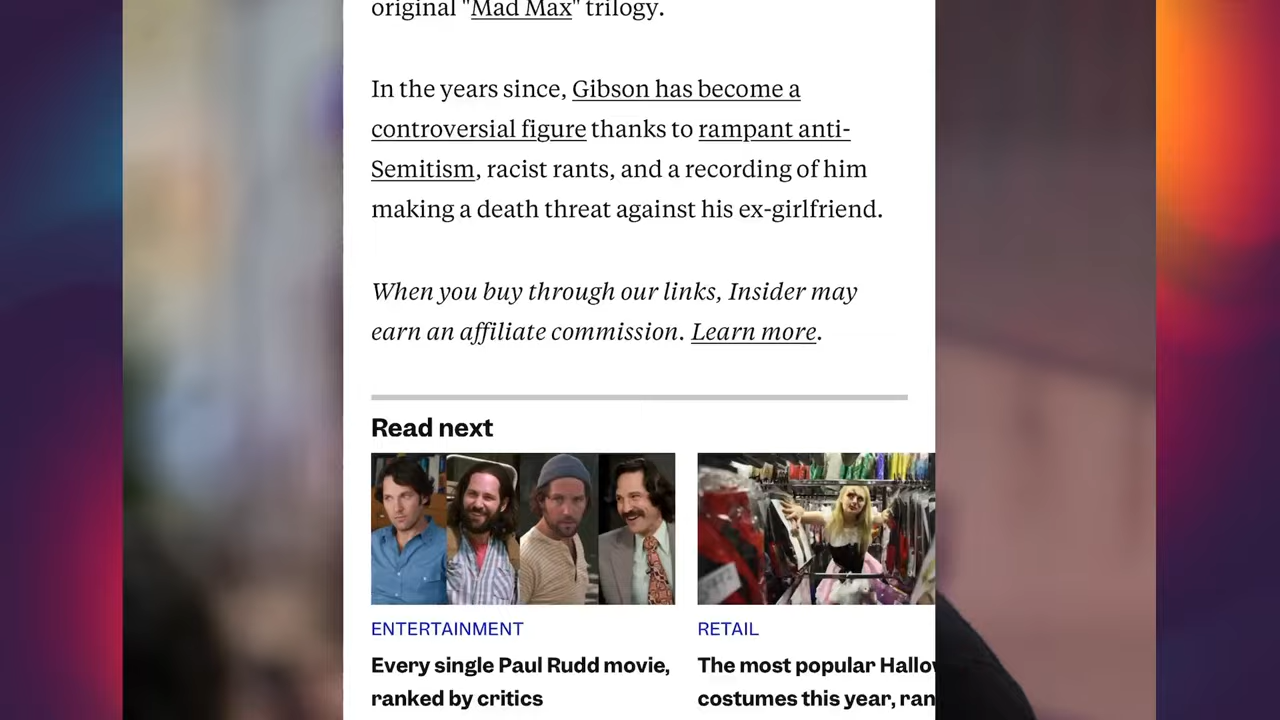 original "Mad Max" trilogy.
In the years since, Gibson has become a
controversial figure thanks to rampant anti-
Semitism, racist rants, and a recording of him
making a death threat against his ex-girlfriend.
When you buy through our links, Insider may
earn an affiliate commission. Learn more.
Read next
ENTERTAINMENT
Every single Paul Rudd movie,
ranked by critics
RETAIL
The most popular Hallov
costumes this year, ran